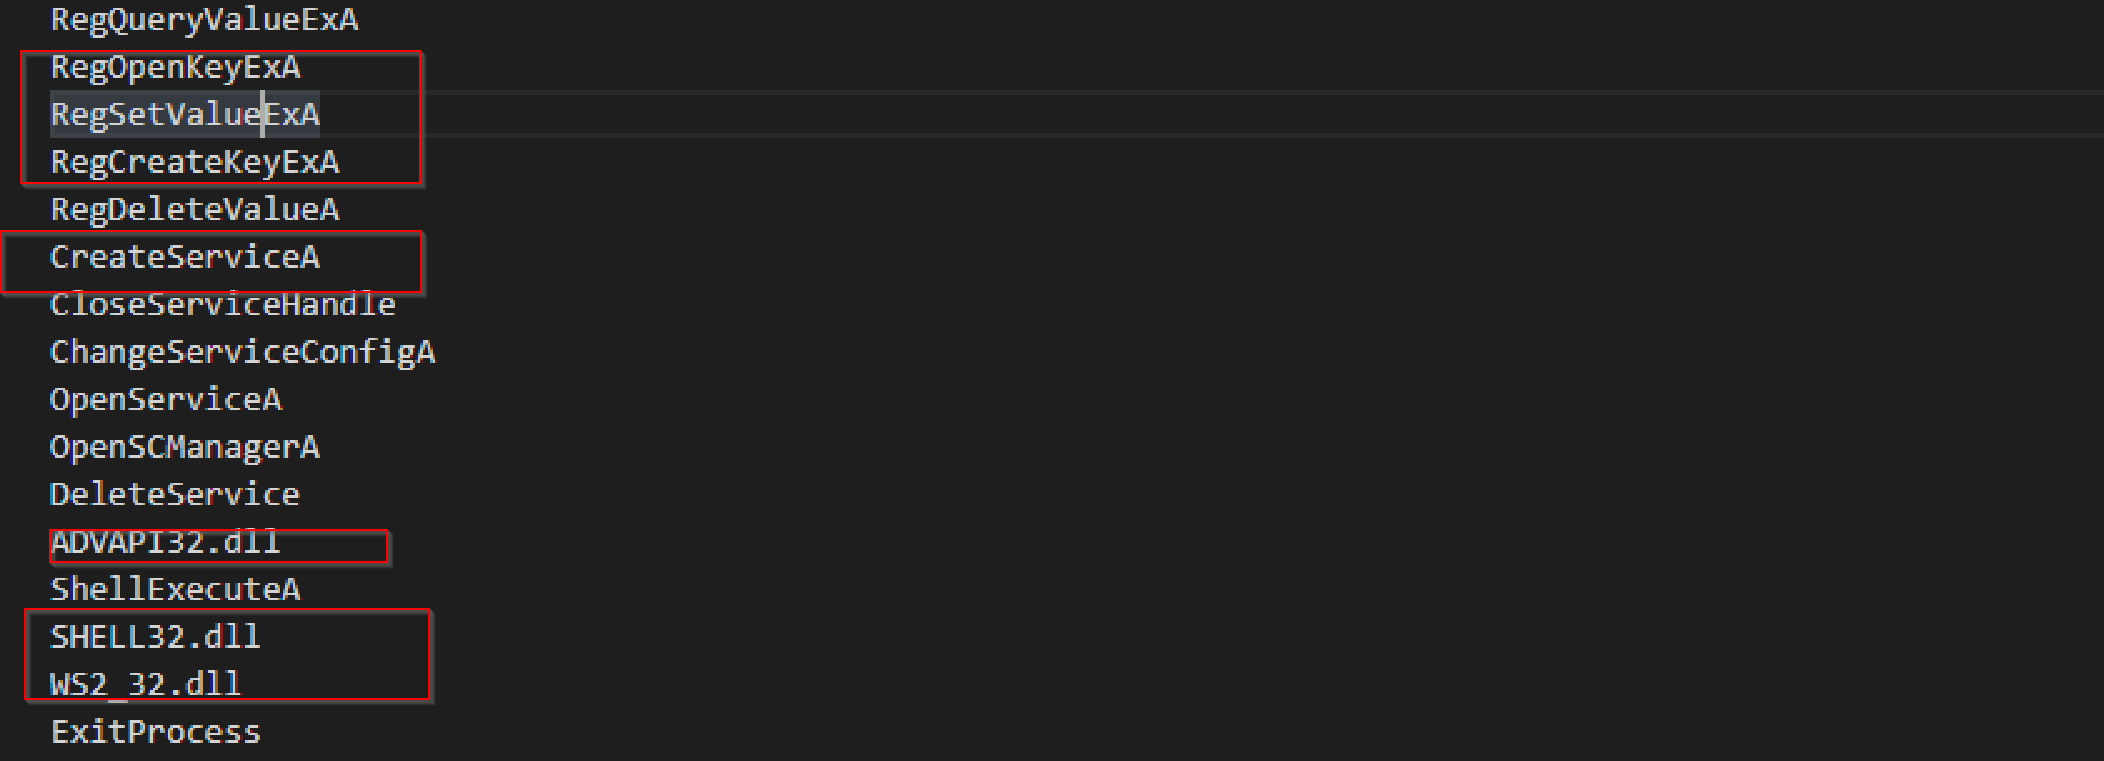 RegQueryValueExA
RegOpenKeyExA
RegSetValueExA
RegCreateKeyExA
RegDeleteValueA
CreateServiceA
CloseServiceHandle
ChangeServiceConfigA
OpenServiceA
OpenSCManagerA
DeleteService
ADVAPI32.dll
ShellExecuteA
SHELL32.dll
WS2_32.dll
ExitProcess